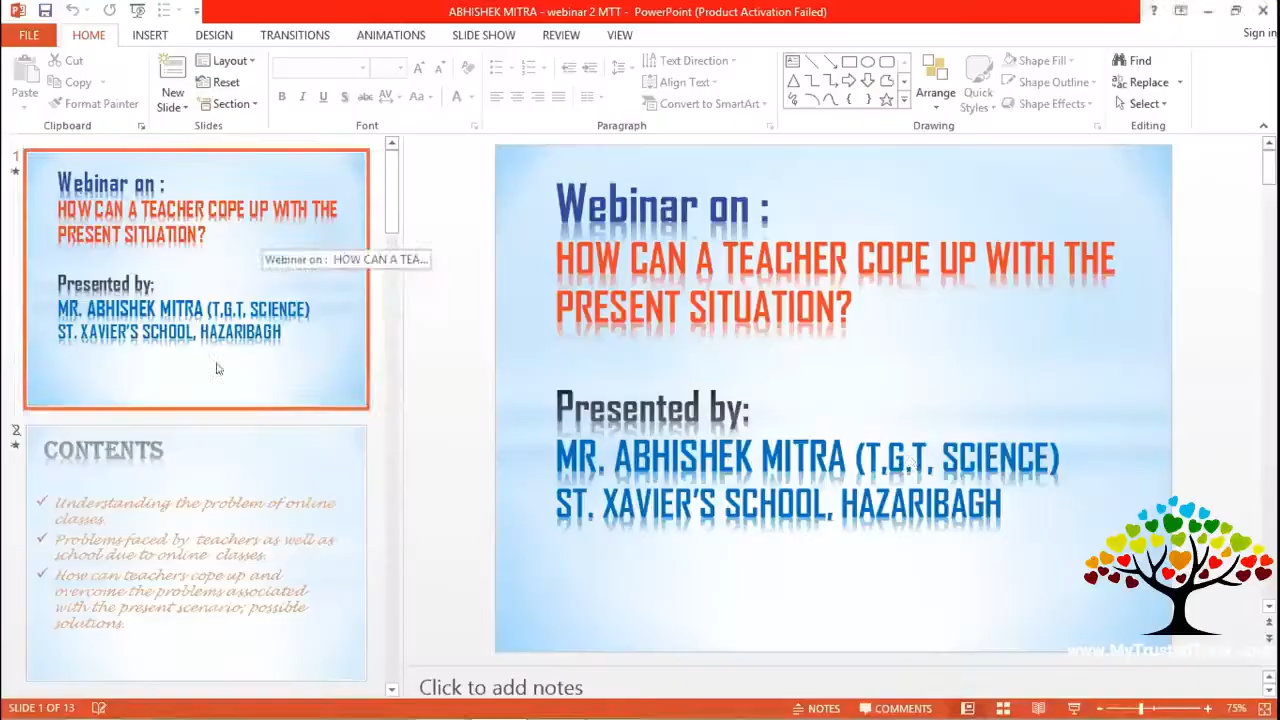 ABHISHEK MITRA - webinar 2 MTT - PowerPoint (Product Activation Failed)
FILE HOME INSERT DESIGN TRANSITIONS ANIMATIONS SLIDE SHOW REVIEW VIEW Sign in
Paste
Cut
Copy
Format Painter
Clipboard
New Slide
Layout
Reset
Section
Slides
Font
Text Direction
Align Text
Convert to SmartArt
Paragraph
Arrange
Quick Styles
Shape Fill
Shape Outline
Shape Effects
Drawing
Find
Replace
Select
Editing
1
Webinar on :
HOW CAN A TEACHER COPE UP WITH THE
PRESENT SITUATION?
Webinar on : HOW CAN A TEA...
Presented by:
MR. ABHISHEK MITRA (T.G.T, SCIENCE)
ST. XAVIER'S SCHOOL, HAZARIBAGH
2
CONTENTS
Understanding the problem of online
classes.
Problems faced by teachers as well as
school due to online classes.
How can teachers cope up and
overcome the problems associated
with the present scenario; possible
solutions.
Webinar on :
HOW CAN A TEACHER COPE UP WITH THE
PRESENT SITUATION?
Presented by:
MR. ABHISHEK MITRA (T.G.T, SCIENCE)
ST. XAVIER'S SCHOOL, HAZARIBAGH
Click to add notes
SLIDE 1 OF 13 NOTES COMMENTS 75%